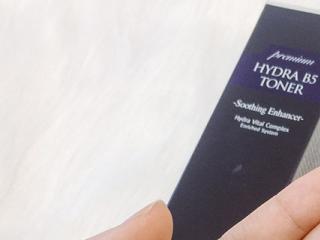 premium
HYDRA B5
TONER
-Soothing Enhancer-
Hydra Vital Complex
Enriched System